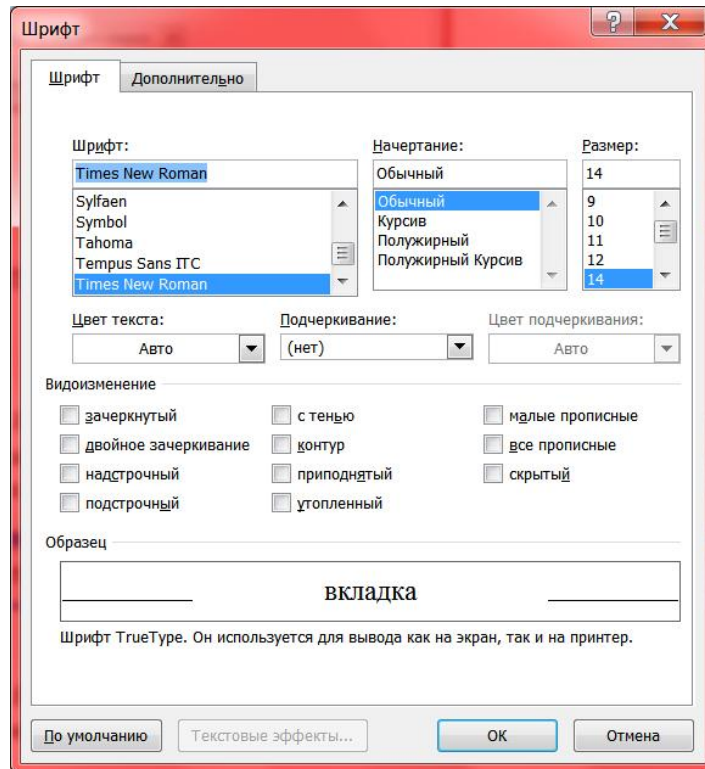 Шрифт
Шрифт Дополнительно
Шрифт: Начертание: Размер:
Times New Roman Обычный 14
Sylfaen Обычный 9
Symbol Курсив 10
Tahoma Полужирный 11
Tempus Sans ITC Полужирный Курсив 12
Times New Roman 14
Цвет текста: Подчеркивание: Цвет подчеркивания:
Авто (нет) Авто
Видоизменение
зачеркнутый с тенью малые прописные
двойное зачеркивание контур все прописные
надстрочный приподнятый скрытый
подстрочный утопленный
Образец
вкладка
Шрифт TrueType. Он используется для вывода как на экран, так и на принтер.
По умолчанию Текстовые эффекты... ОК Отмена